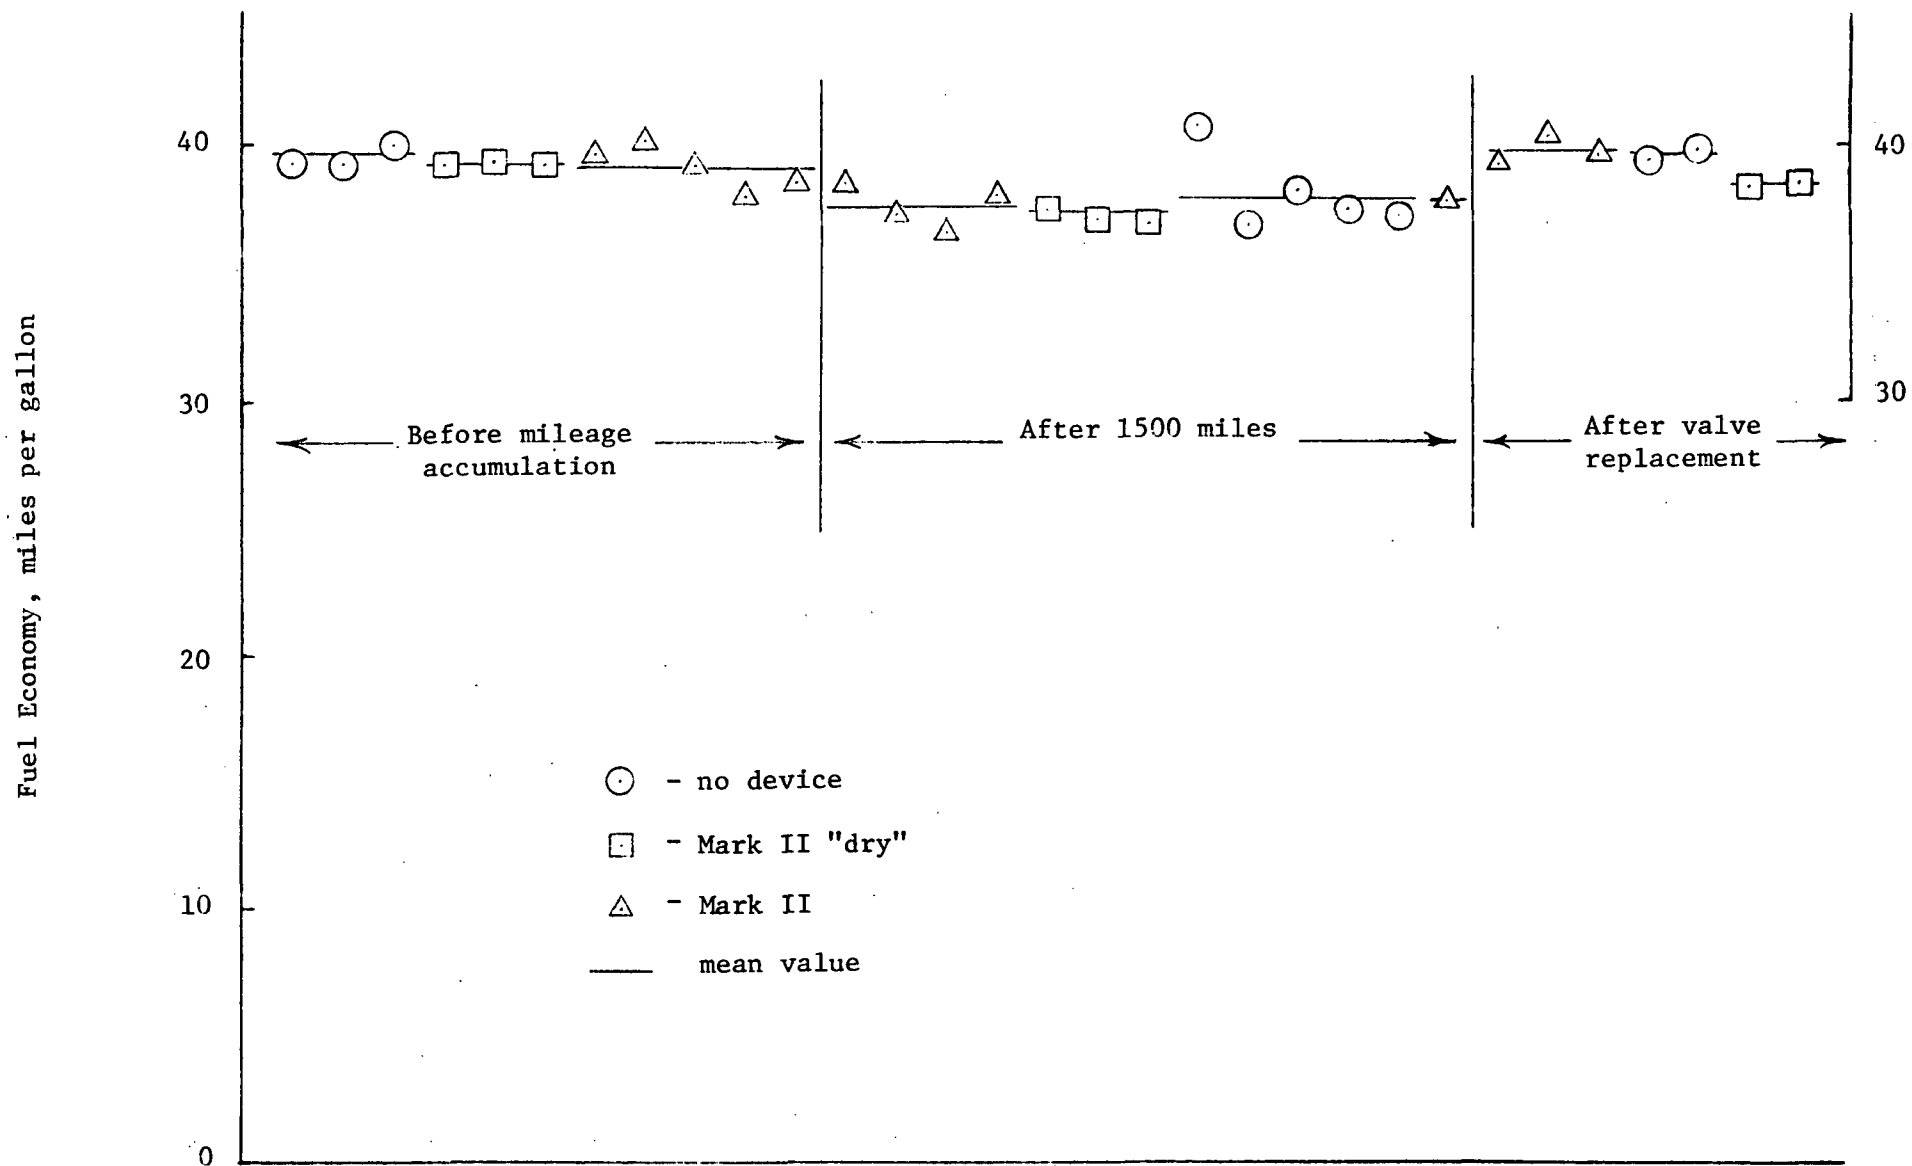 40
30
20
10
0
Fuel Economy, miles per gallon
40
30
Before mileage
accumulation
After 1500 miles
After valve
replacement
- no device
- Mark II "dry"
- Mark II
mean value